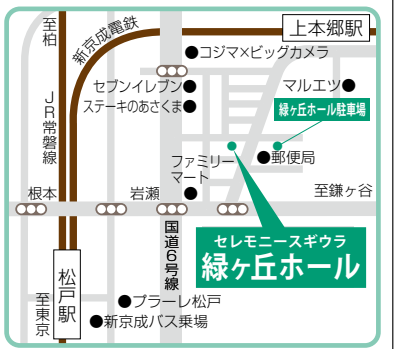 至柏
新京成電鉄
上本郷駅
コジマ×ビッグカメラ
セブンイレブン
マルエツ
ステーキのあさくま
緑ヶ丘ホール駐車場
JR常磐線
ファミリー
マート
郵便局
根本
岩瀬
至鎌ヶ谷
国道6号線
セレモニースギウラ
緑ヶ丘ホール
松戸駅
至東京
プラーレ松戸
新京成バス乗場